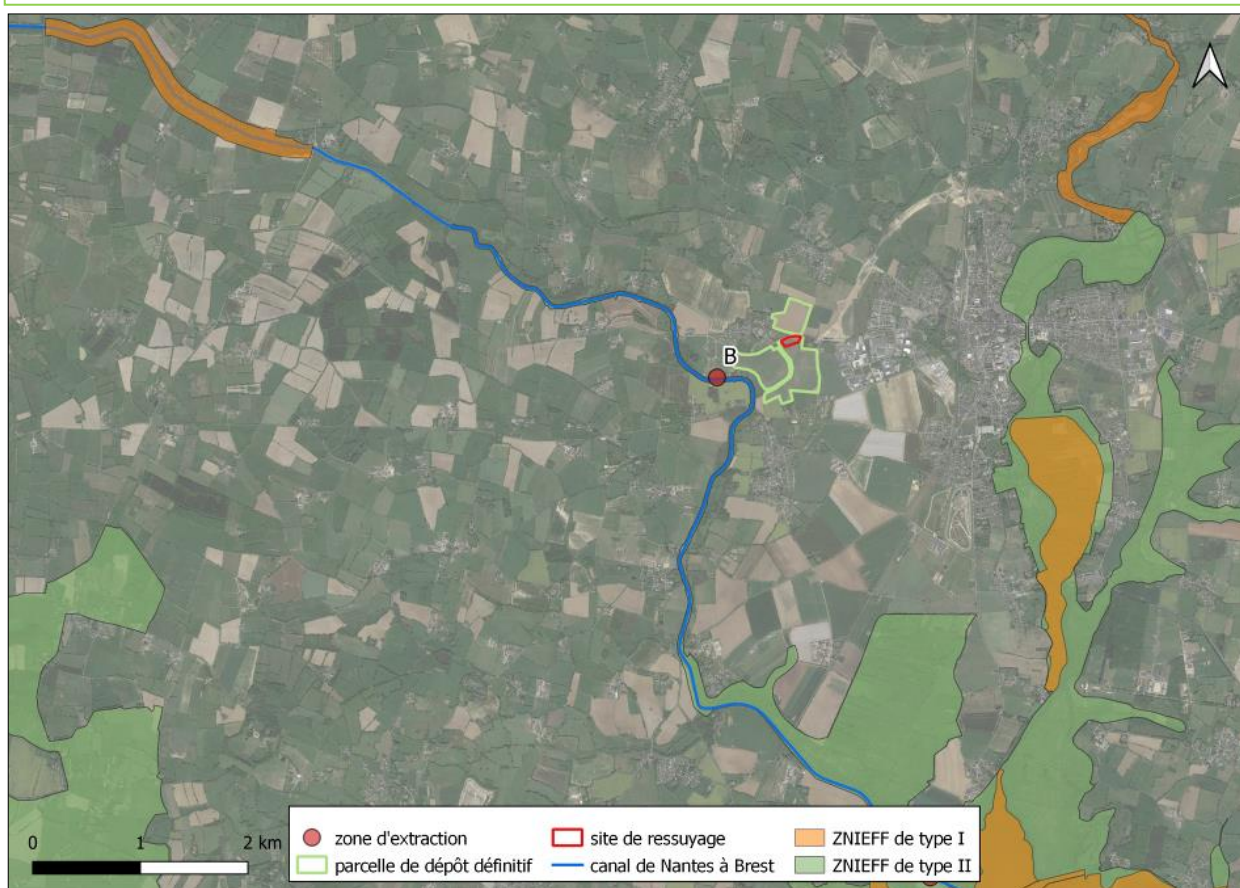 B
zone d'extraction
parcelle de dépôt définitif
site de ressuyage
canal de Nantes à Brest
ZNIEFF de type I
ZNIEFF de type II
0 1 2 km